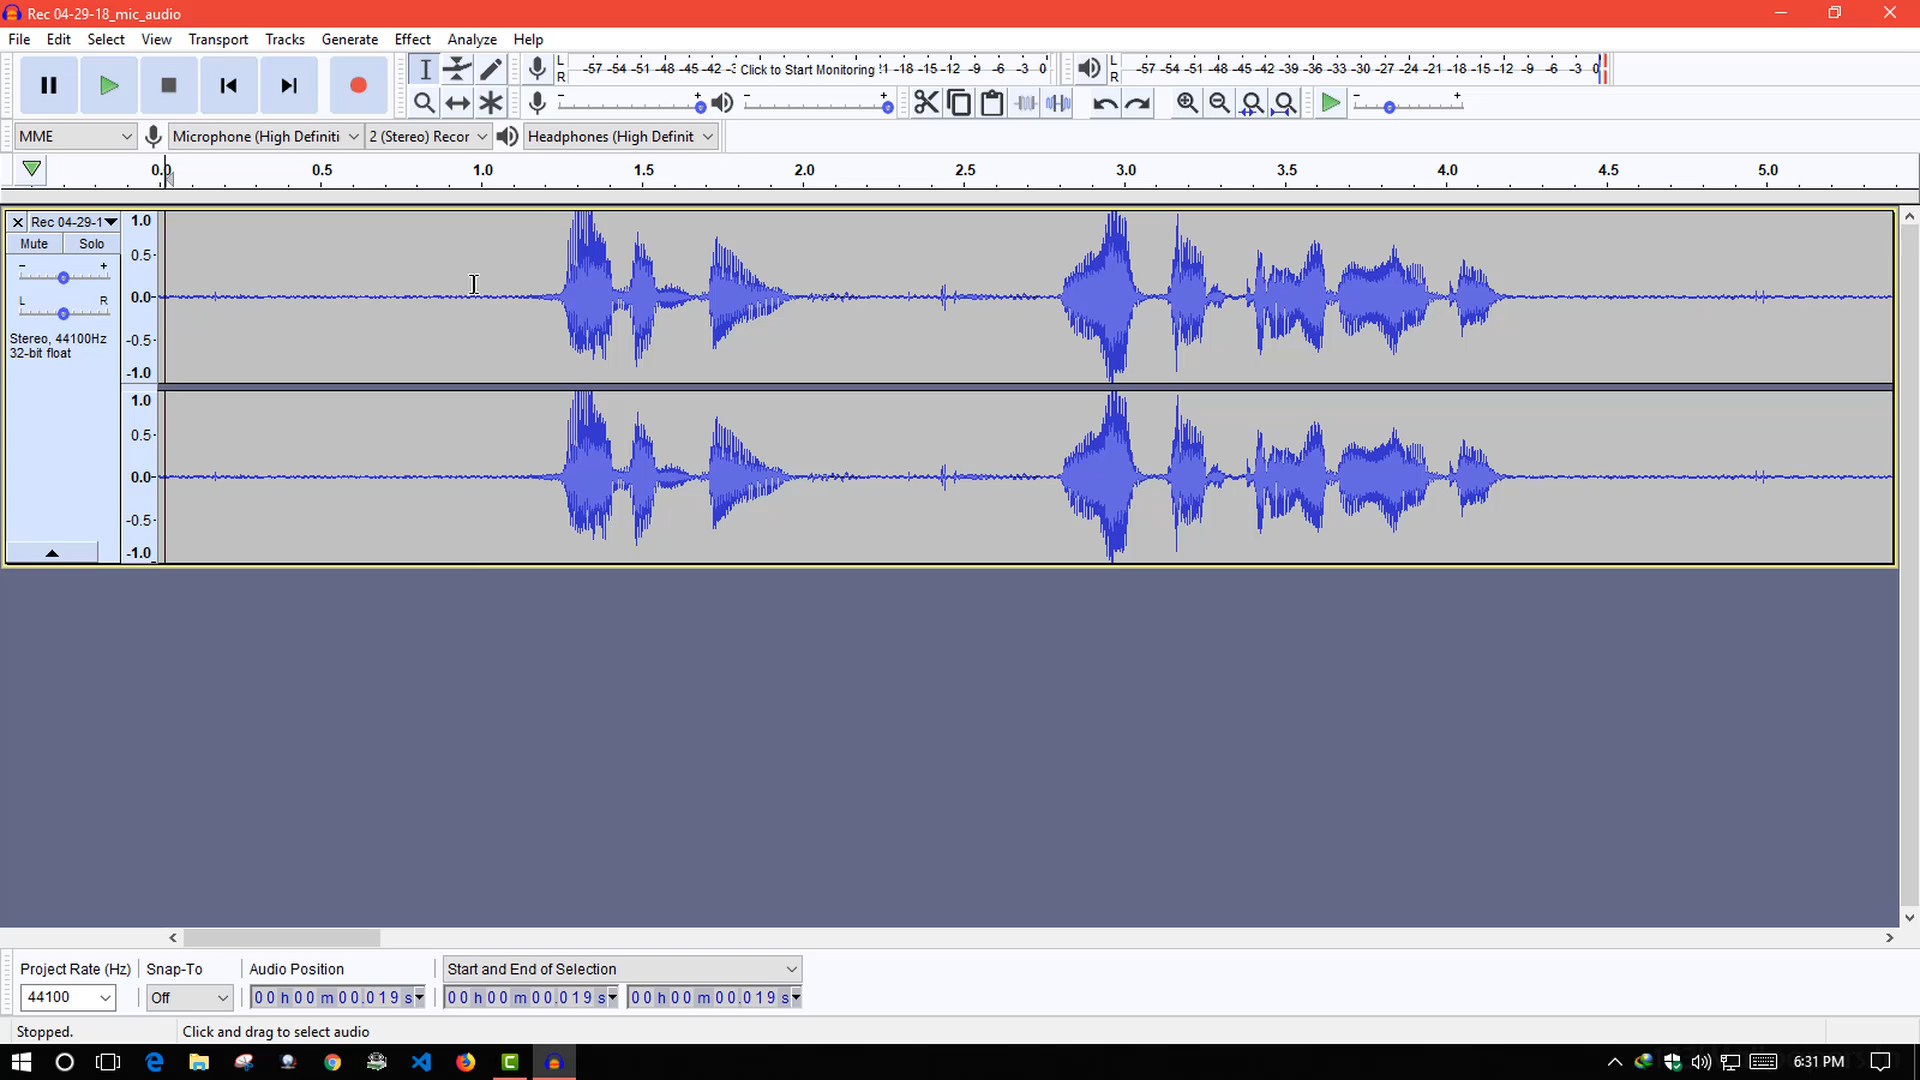 Rec 04-29-18_mic_audio
File Edit Select View Transport Tracks Generate Effect Analyze Help
L R -57 -54 -51 -48 -45 -42 Click to Start Monitoring -18 -15 -12 -9 -6 -3 0
L R -57 -54 -51 -48 -45 -42 -39 -36 -33 -30 -27 -24 -21 -18 -15 -12 -9 -6 -3 0
- + - + - +
MME Microphone (High Definiti 2 (Stereo) Recor Headphones (High Definit
0.0 0.5 1.0 1.5 2.0 2.5 3.0 3.5 4.0 4.5 5.0
Rec 04-29-1 1.0
Mute Solo
0.5
- +
0.0
L R
Stereo, 44100Hz
-0.5
32-bit float
-1.0
1.0
0.5
0.0
-0.5
-1.0
Project Rate (Hz) Snap-To Audio Position Start and End of Selection
44100 Off 00 h 00 m 00.019 s 00 h 00 m 00.019 s 00 h 00 m 00.019 s
Stopped. Click and drag to select audio
6:31 PM